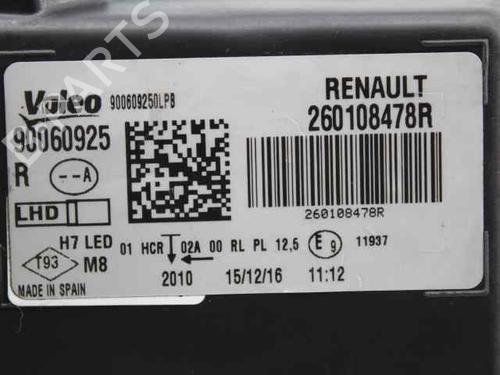 Valeo
900609250LPB
RENAULT
90060925
260108478R
R
--A
LHD
260108478R
H7 LED
01 HCR 02A 00 RL PL 12,5
E9
11937
T93
M8
2010
15/12/16
11:12
MADE IN SPAIN